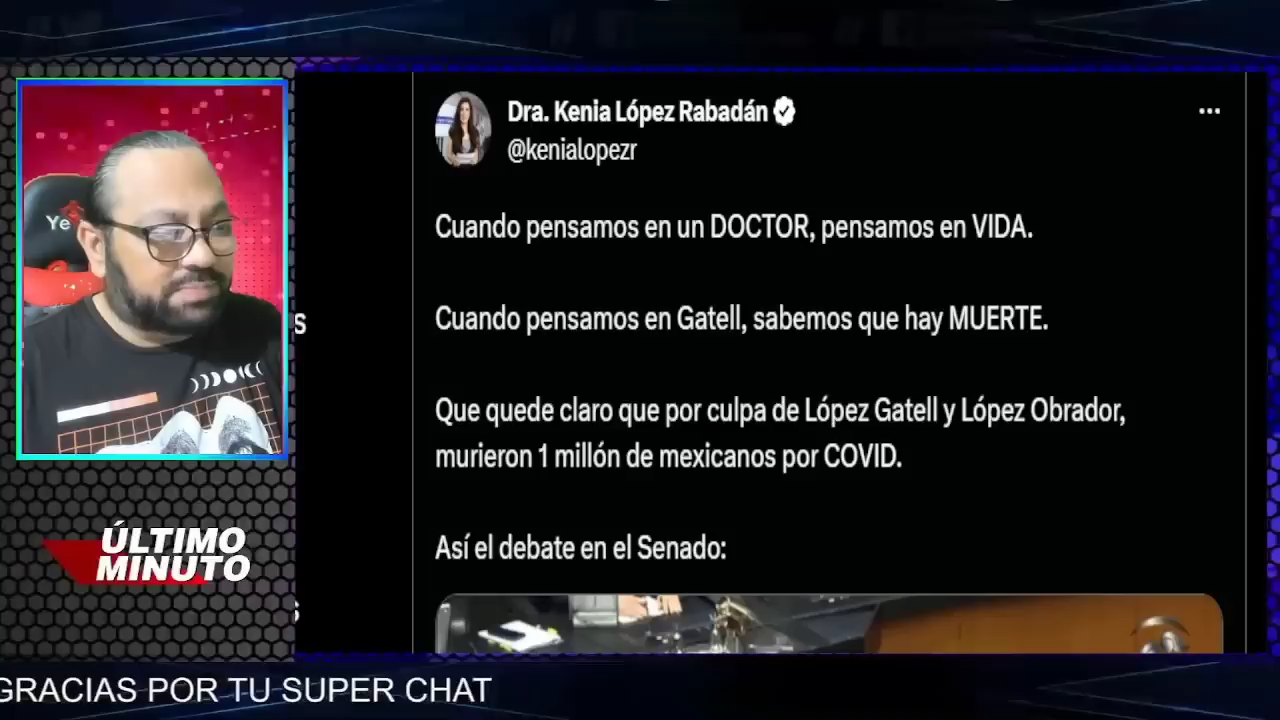 Dra. Kenia López Rabadán
@kenialopezr
Cuando pensamos en un DOCTOR, pensamos en VIDA.
Cuando pensamos en Gatell, sabemos que hay MUERTE.
Que quede claro que por culpa de López Gatell y López Obrador,
murieron 1 millón de mexicanos por COVID.
Así el debate en el Senado:
Ye
S
ÚLTIMO
MINUTO
GRACIAS POR TU SUPER CHAT